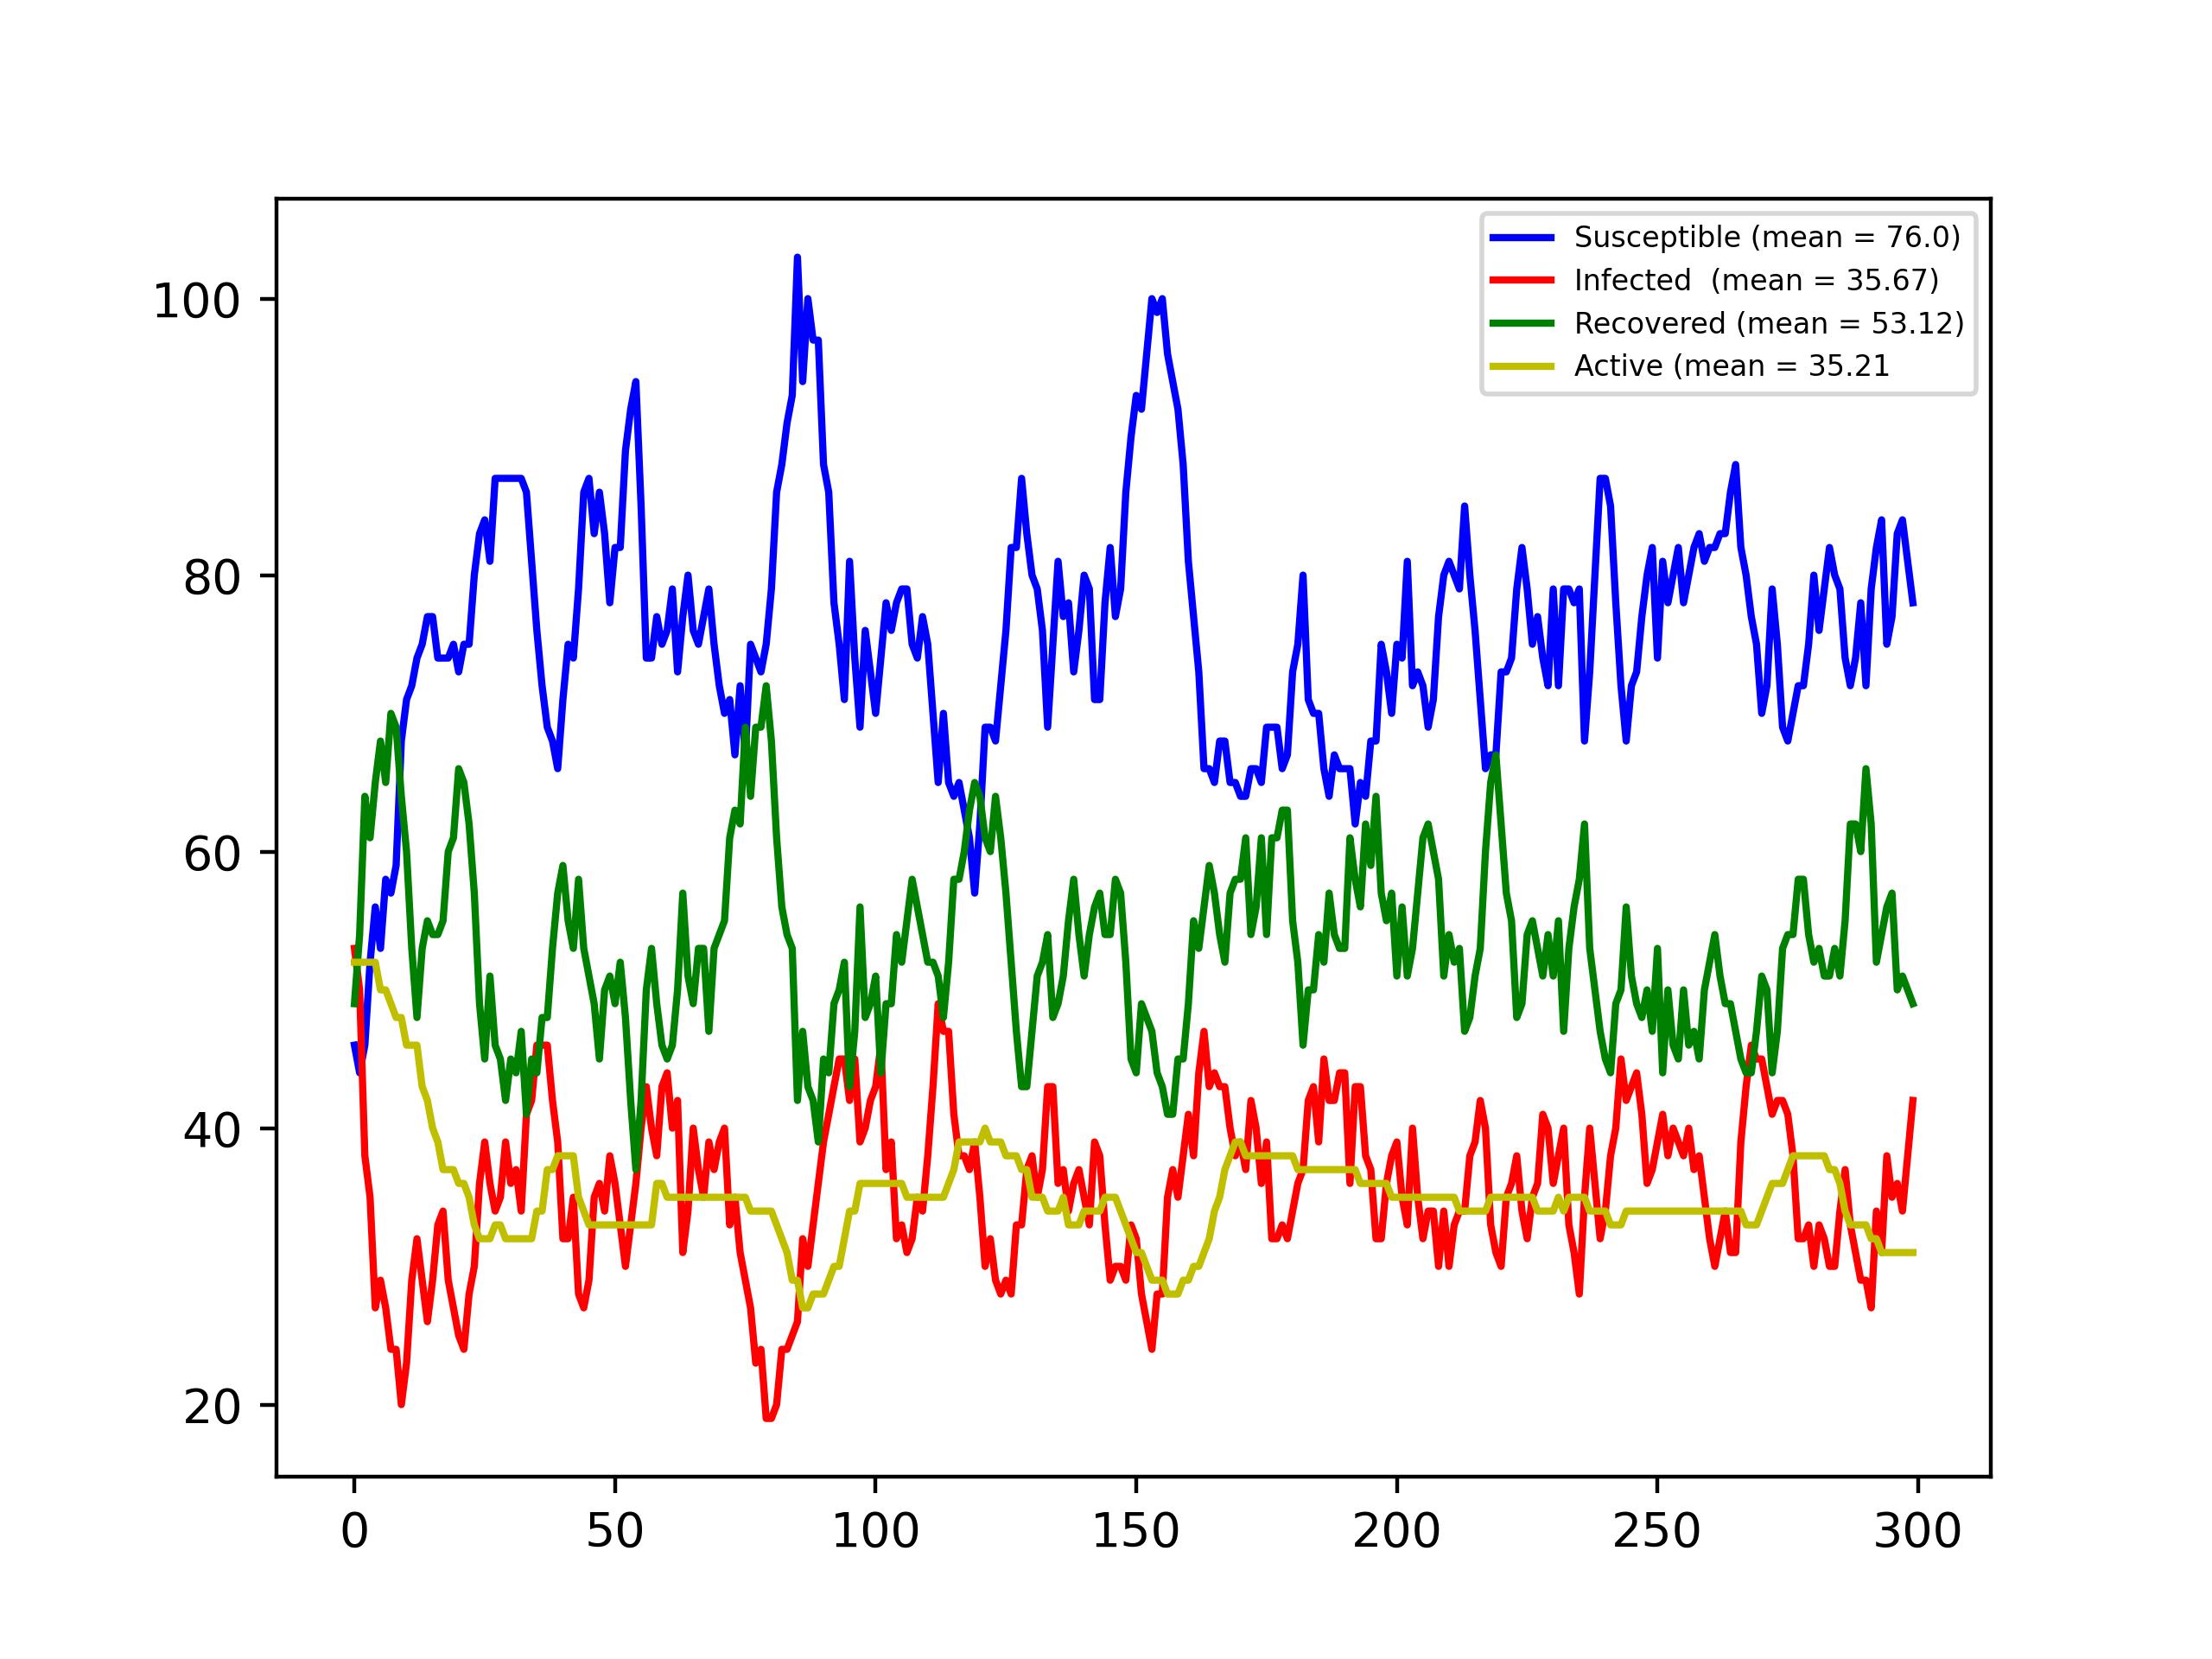 Susceptible (mean = 76.0)
Infected  (mean = 35.67)
Recovered (mean = 53.12)
Active (mean = 35.21
100
80
60
40
20
0 50 100 150 200 250 300